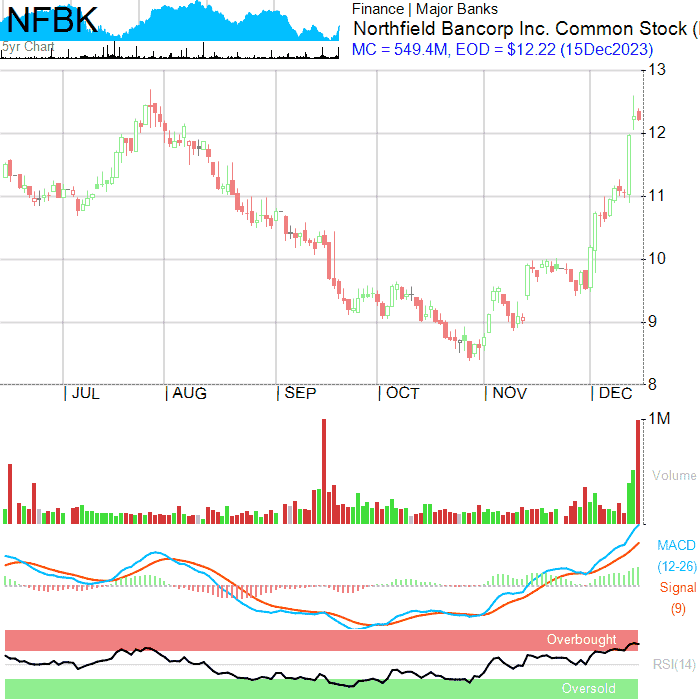 NFBK
5yr Chart
Finance | Major Banks
Northfield Bancorp Inc. Common Stock (
MC = 549.4M, EOD = $12.22 (15Dec2023)
13
12
11
10
9
8
| JUL | AUG | SEP | OCT | NOV | DEC
1M
Volume
MACD
(12-26)
Signal
(9)
Overbought
RSI(14)
Oversold